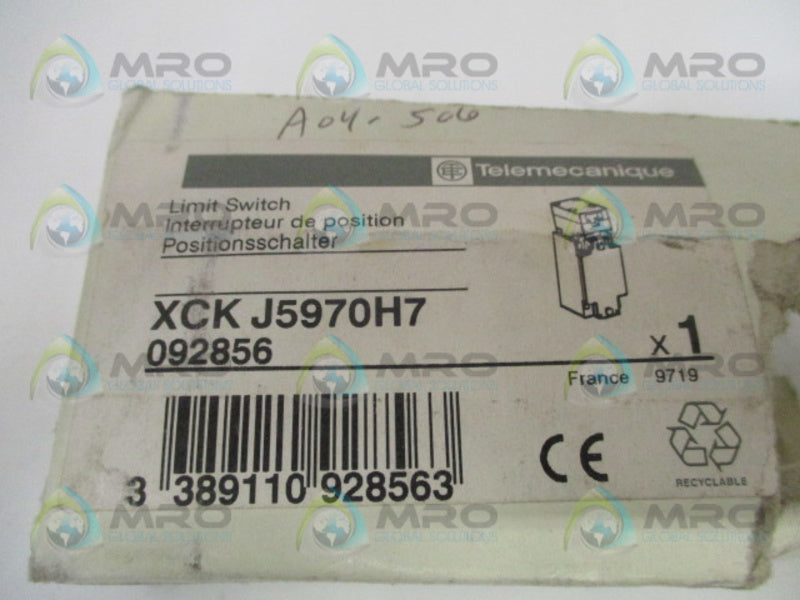 MRO
GLOBAL SOLUTIONS
A04-506
Telemecanique
Limit Switch
Interrupteur de position
Positionsschalter
XCK J5970H7
092856
x 1
France 9719
3 389110 928563
CE
RECYCLABLE